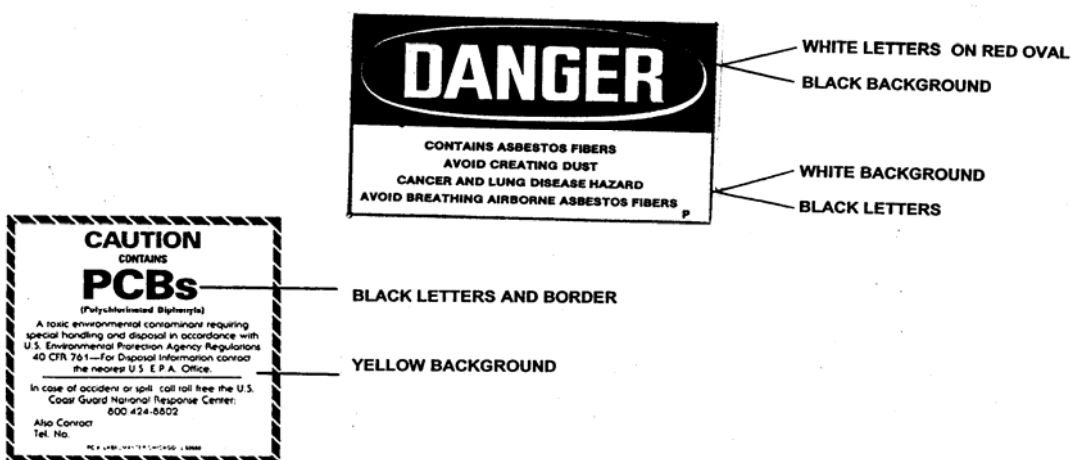 DANGER
CONTAINS ASBESTOS FIBERS
AVOID CREATING DUST
CANCER AND LUNG DISEASE HAZARD
AVOID BREATHING AIRBORNE ASBESTOS FIBERS
P
WHITE LETTERS ON RED OVAL
BLACK BACKGROUND
WHITE BACKGROUND
BLACK LETTERS
CAUTION
CONTAINS
PCBs
(Polychlorinated Biphenyls)
A toxic environmental contaminant requiring
special handling and disposal in accordance with
U.S. Environmental Protection Agency Regulations
40 CFR 761—For Disposal Information contact
the nearest U.S. E.P.A. Office.
In case of accident or spill, call toll free the U.S.
Coast Guard National Response Center:
800 424-8802
Also Contact
Tel. No.
BLACK LETTERS AND BORDER
YELLOW BACKGROUND